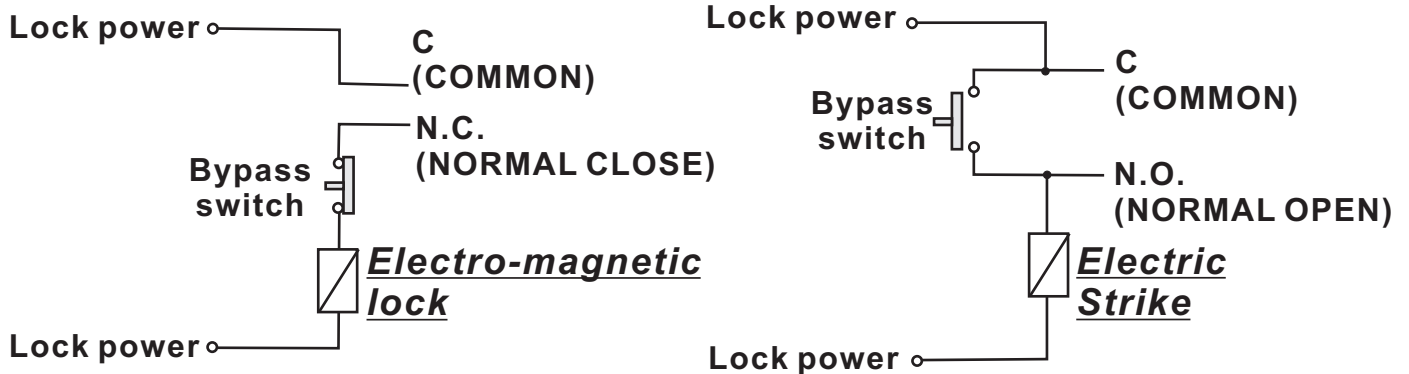 Lock power
C
(COMMON)
N.C.
(NORMAL CLOSE)
Bypass
switch
Electro-magnetic
lock
Lock power
Lock power
C
(COMMON)
Bypass
switch
N.O.
(NORMAL OPEN)
Electric
Strike
Lock power